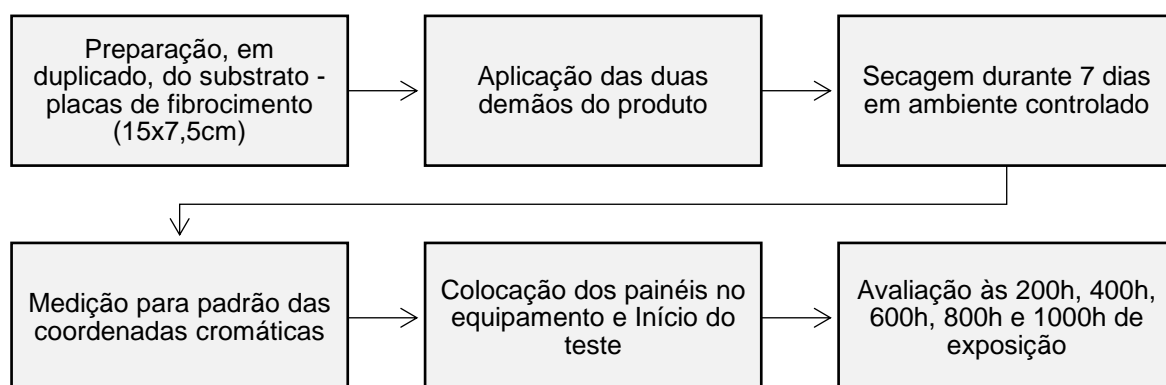 Preparação, em
duplicado, do substrato -
placas de fibrocimento
(15x7,5cm)
Aplicação das duas
demãos do produto
Secagem durante 7 dias
em ambiente controlado
Medição para padrão das
coordenadas cromáticas
Colocação dos painéis no
equipamento e Início do
teste
Avaliação às 200h, 400h,
600h, 800h e 1000h de
exposição